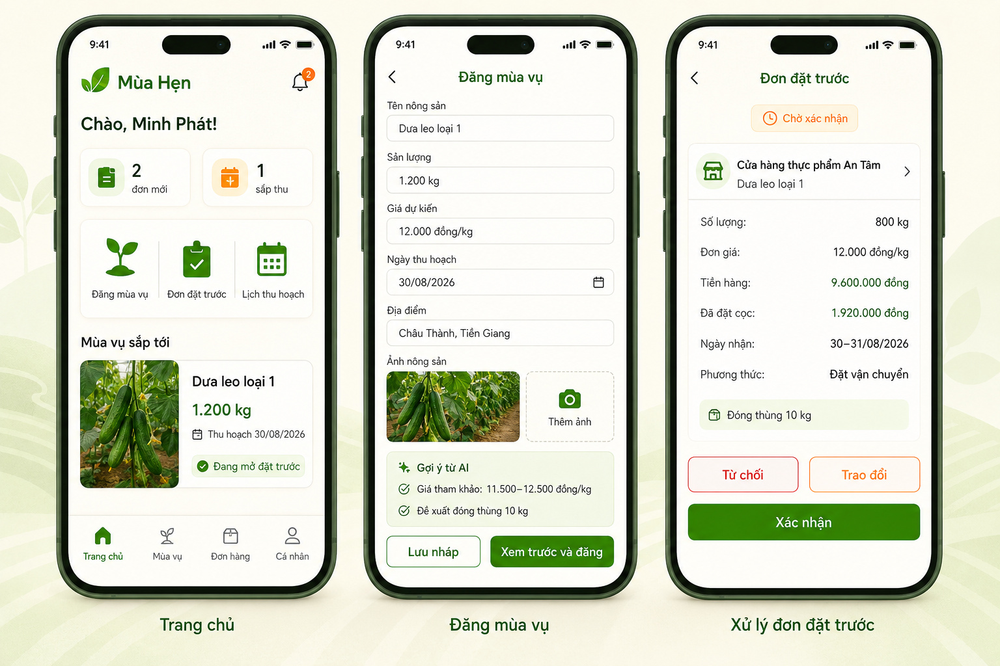 9:41
Mùa Hẹn
2
Chào, Minh Phát!
2
đơn mới
1
sắp thu
Đăng mùa vụ
Đơn đặt trước
Lịch thu hoạch
Mùa vụ sắp tới
Dưa leo loại 1
1.200 kg
Thu hoạch 30/08/2026
Đang mở đặt trước
Trang chủ
Mùa vụ
Đơn hàng
Cá nhân
Trang chủ
9:41
Đăng mùa vụ
Tên nông sản
Dưa leo loại 1
Sản lượng
1.200 kg
Giá dự kiến
12.000 đồng/kg
Ngày thu hoạch
30/08/2026
Địa điểm
Châu Thành, Tiền Giang
Ảnh nông sản
Thêm ảnh
Gợi ý từ AI
Giá tham khảo: 11.500–12.500 đồng/kg
Đề xuất đóng thùng 10 kg
Lưu nháp
Xem trước và đăng
Đăng mùa vụ
9:41
Đơn đặt trước
Chờ xác nhận
Cửa hàng thực phẩm An Tâm
Dưa leo loại 1
Số lượng: 800 kg
Đơn giá: 12.000 đồng/kg
Tiền hàng: 9.600.000 đồng
Đã đặt cọc: 1.920.000 đồng
Ngày nhận: 30–31/08/2026
Phương thức: Đặt vận chuyển
Đóng thùng 10 kg
Từ chối
Trao đổi
Xác nhận
Xử lý đơn đặt trước